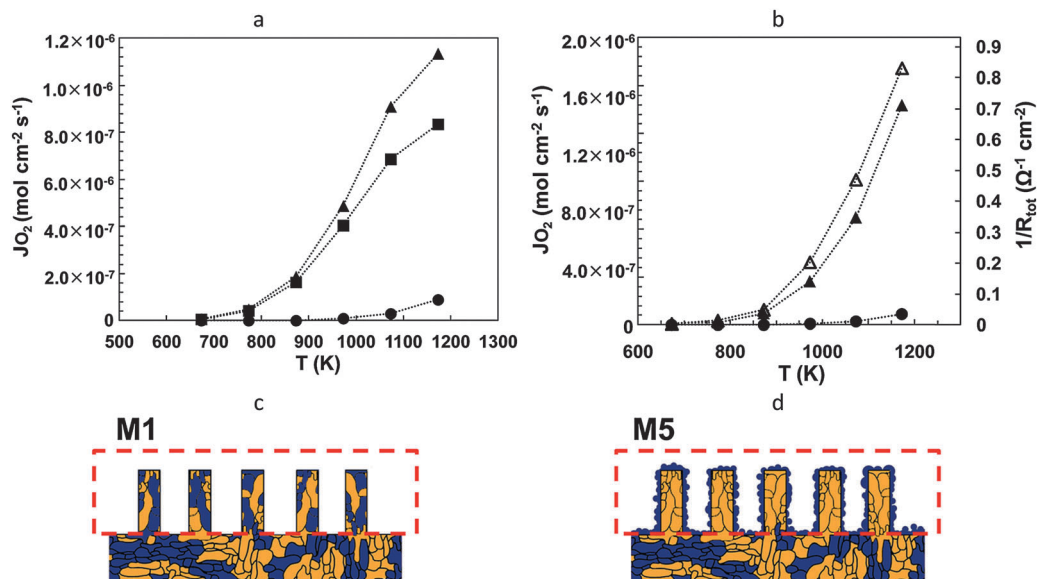 a
1.2×10⁻⁶
1.0×10⁻⁶
8.0×10⁻⁷
6.0×10⁻⁷
4.0×10⁻⁷
2.0×10⁻⁷
0
JO₂ (mol cm⁻² s⁻¹)
500 600 700 800 900 1000 1100 1200 1300
T (K)
b
2.0×10⁻⁶
1.6×10⁻⁶
1.2×10⁻⁶
8.0×10⁻⁷
4.0×10⁻⁷
0
JO₂ (mol cm⁻² s⁻¹)
0.9
0.8
0.7
0.6
0.5
0.4
0.3
0.2
0.1
0
1/Rtot (Ω⁻¹ cm⁻²)
600 800 1000 1200
T (K)
c
M1
d
M5